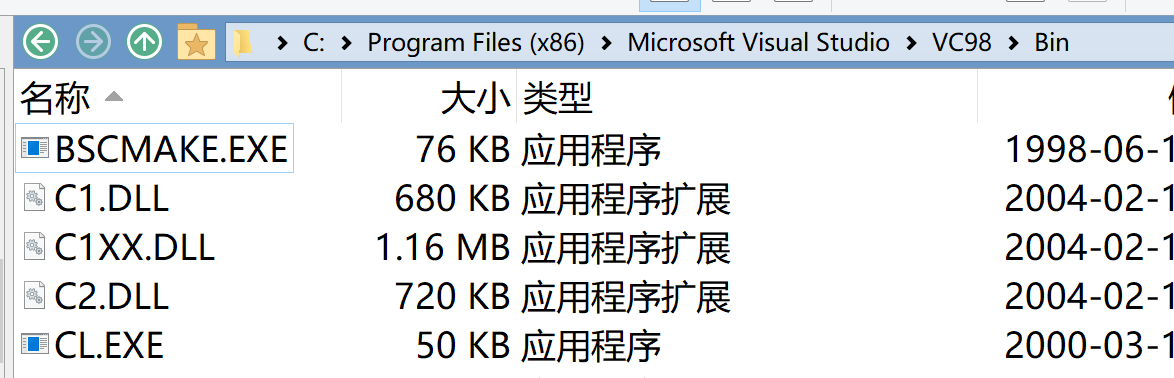 C: Program Files (x86) Microsoft Visual Studio VC98 Bin
名称 大小 类型
BSCMAKE.EXE 76 KB 应用程序 1998-06-1
C1.DLL 680 KB 应用程序扩展 2004-02-1
C1XX.DLL 1.16 MB 应用程序扩展 2004-02-1
C2.DLL 720 KB 应用程序扩展 2004-02-1
CL.EXE 50 KB 应用程序 2000-03-1